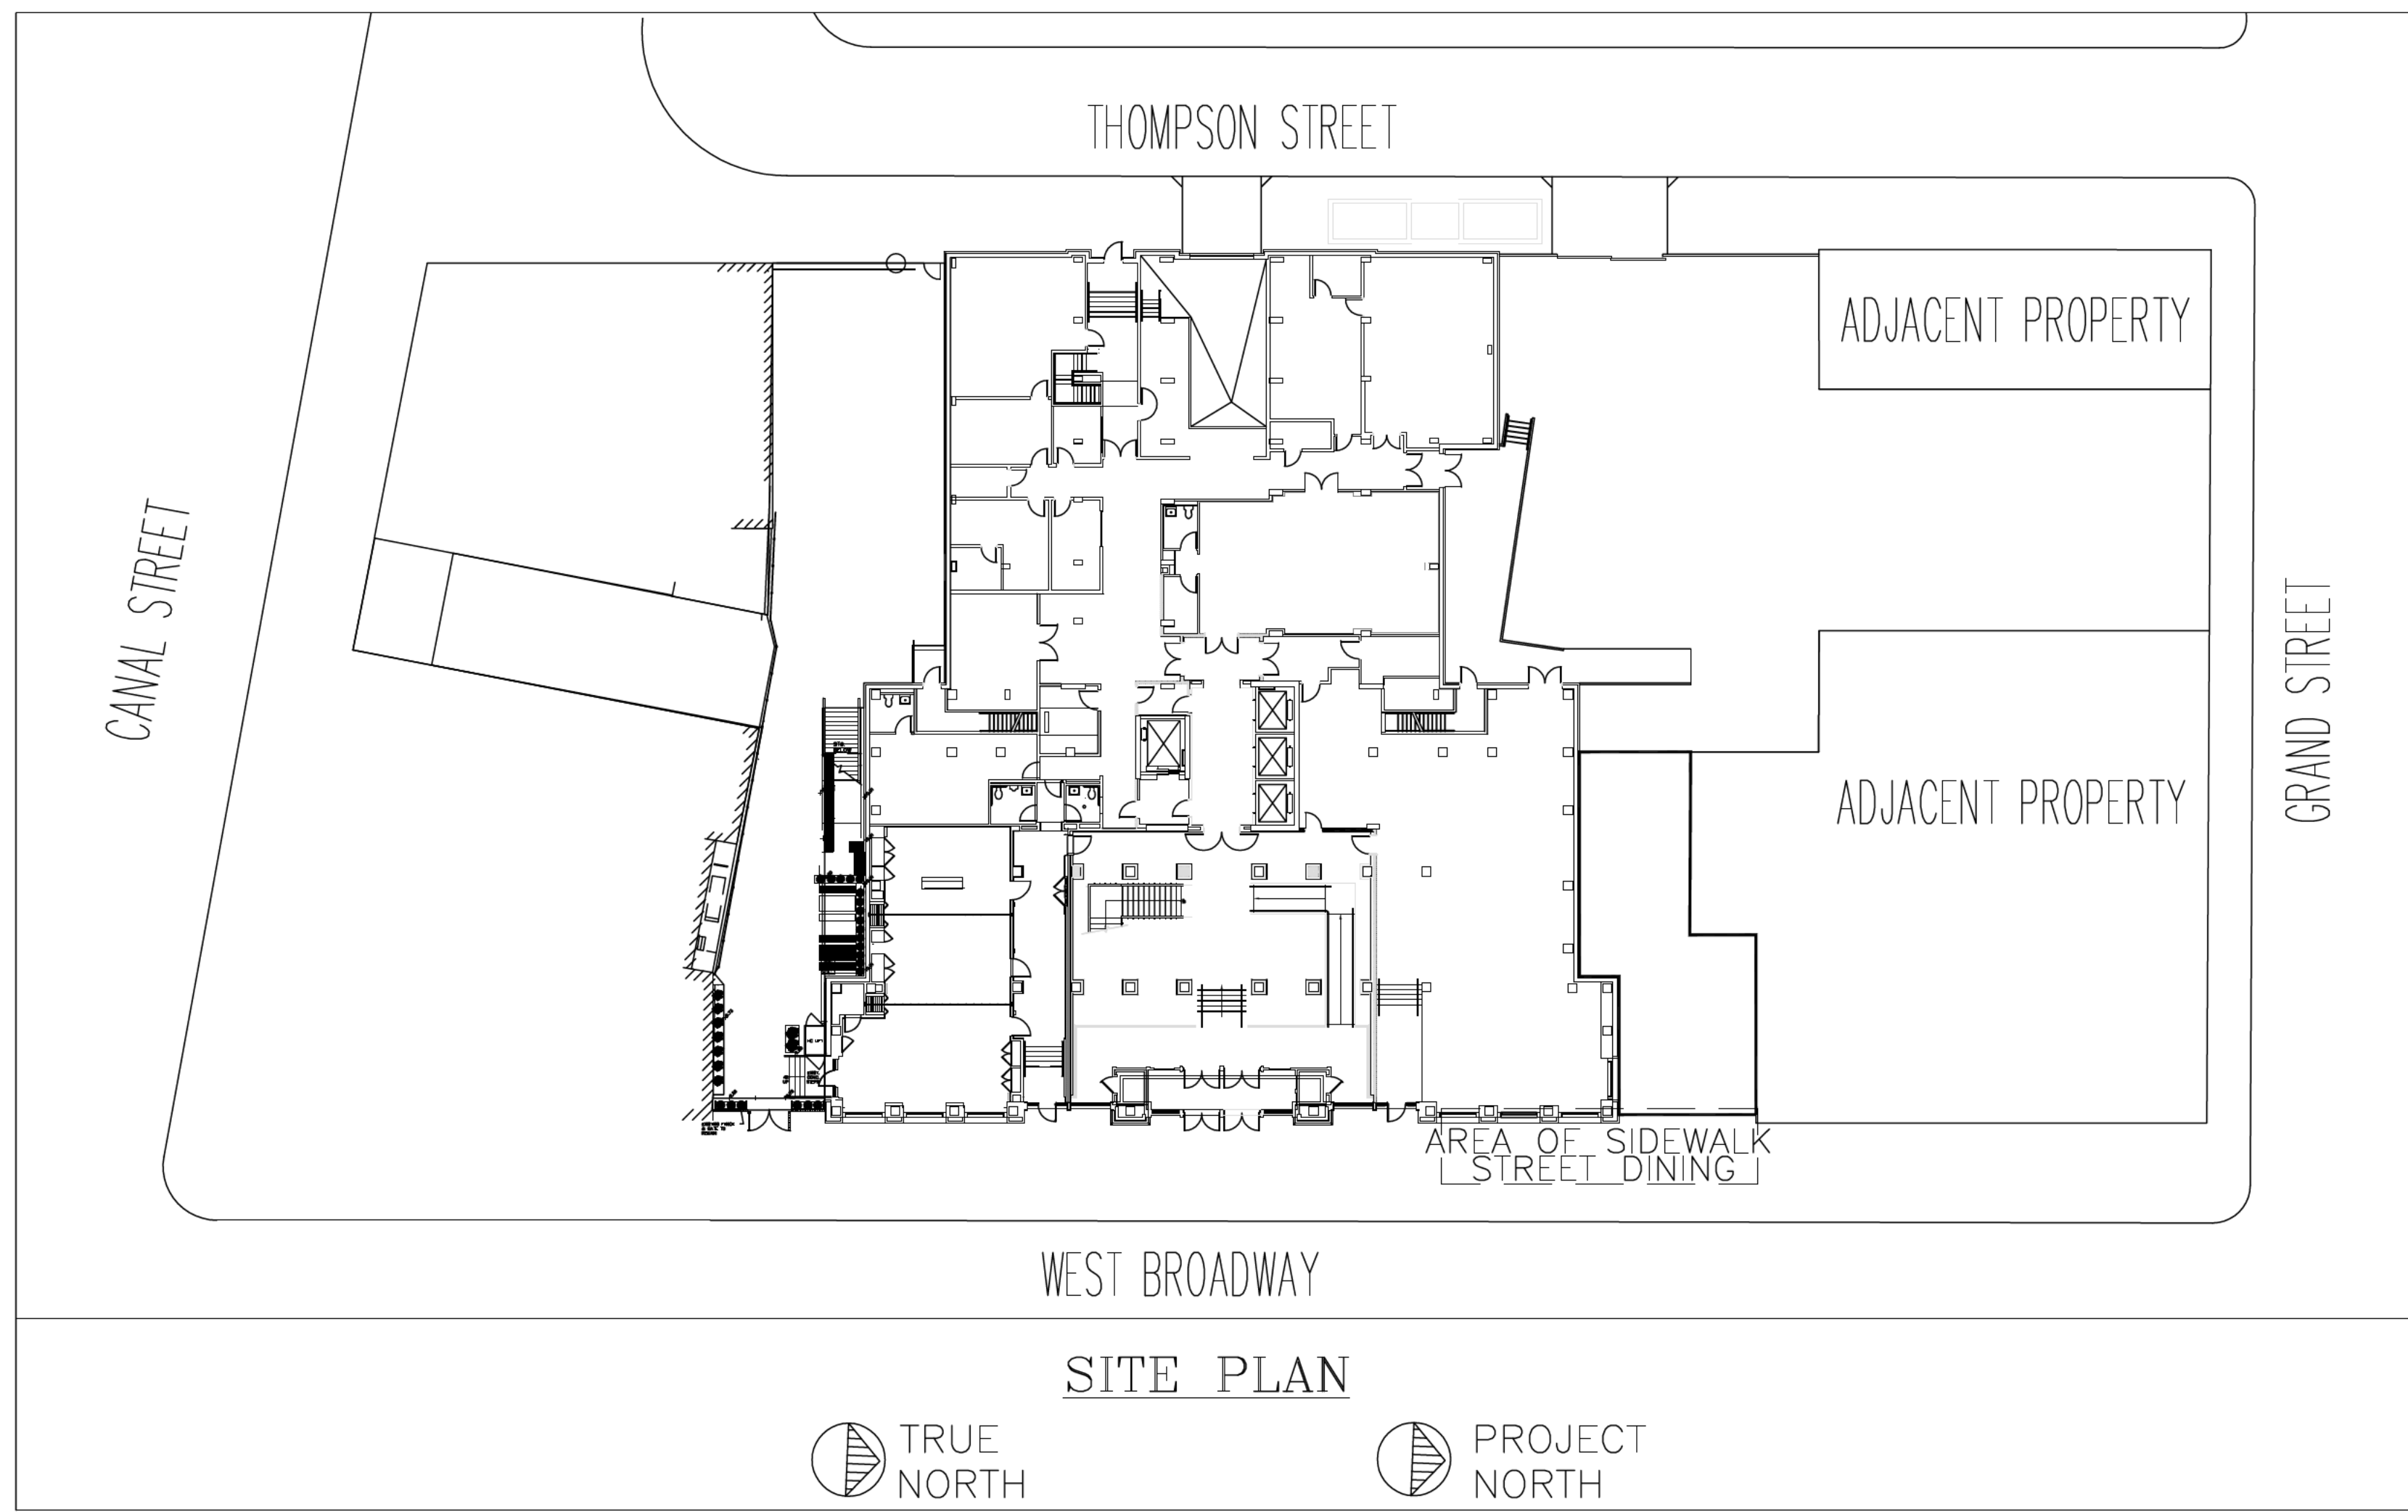 THOMPSON STREET
ADJACENT PROPERTY
CANAL STREET
GRAND STREET
ADJACENT PROPERTY
AREA OF SIDEWALK
STREET DINING
WEST BROADWAY
SITE PLAN
TRUE
NORTH
PROJECT
NORTH